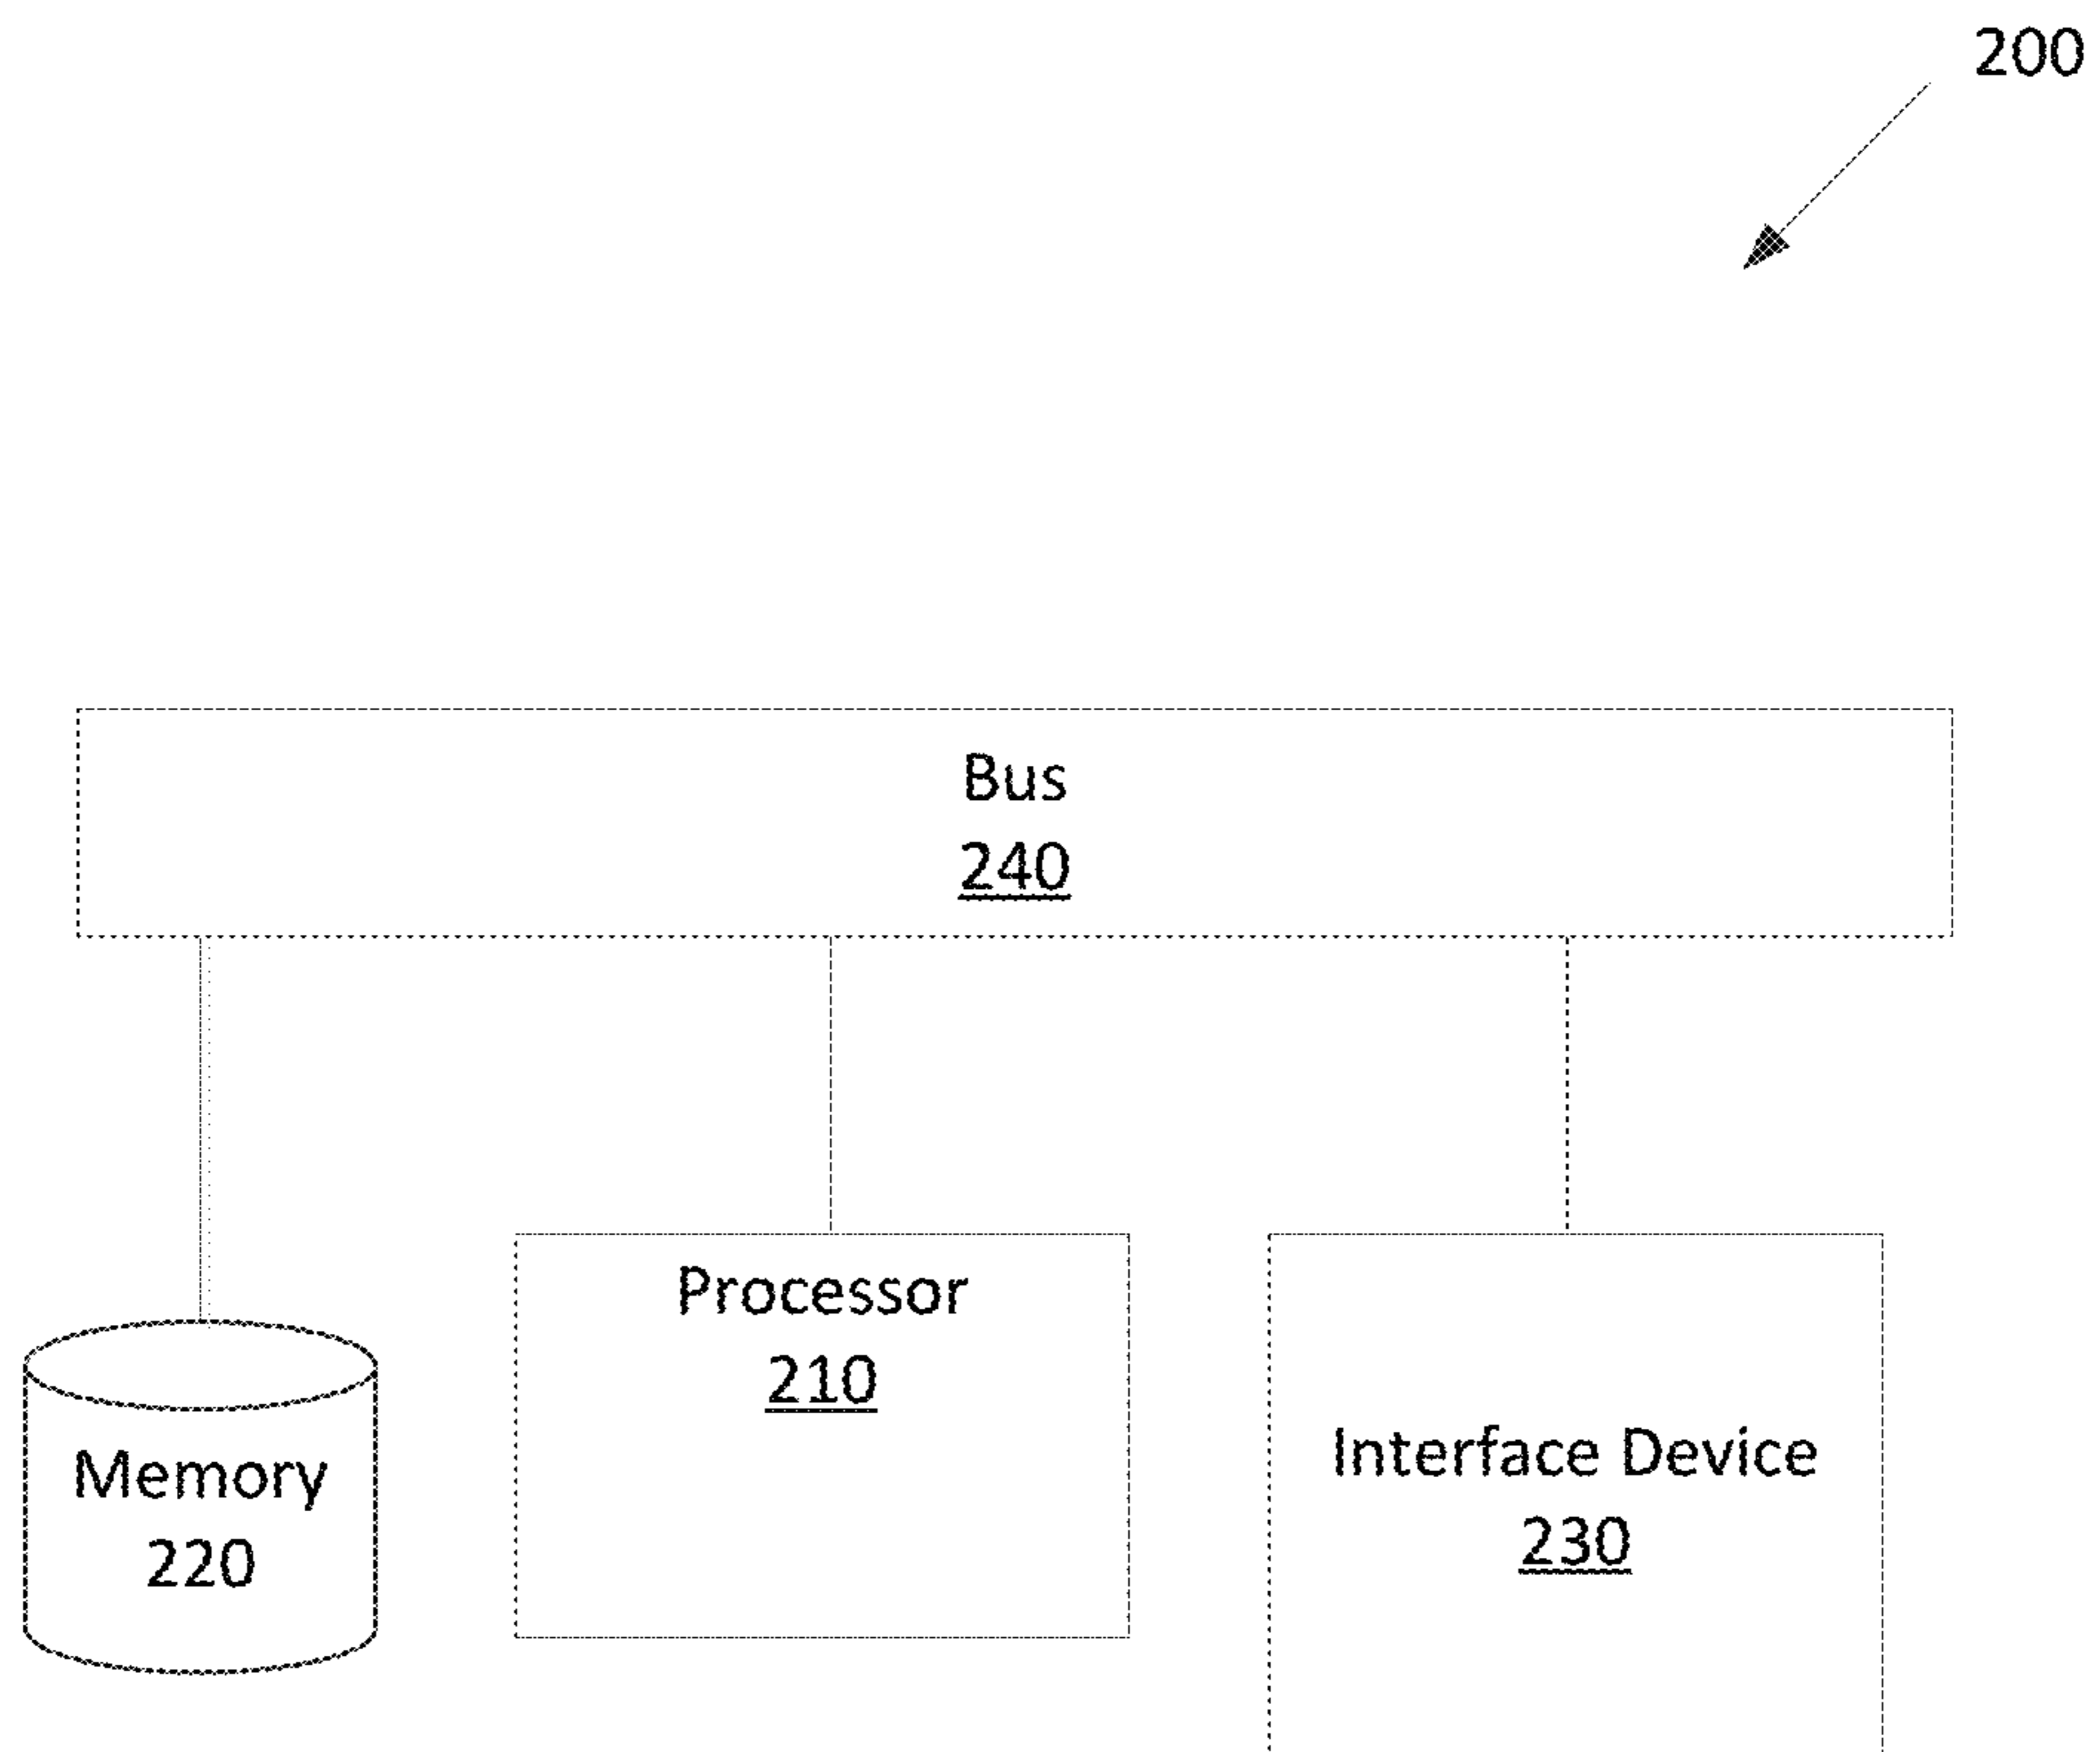 200
Bus
240
Processor
210
Memory
220
Interface Device
230